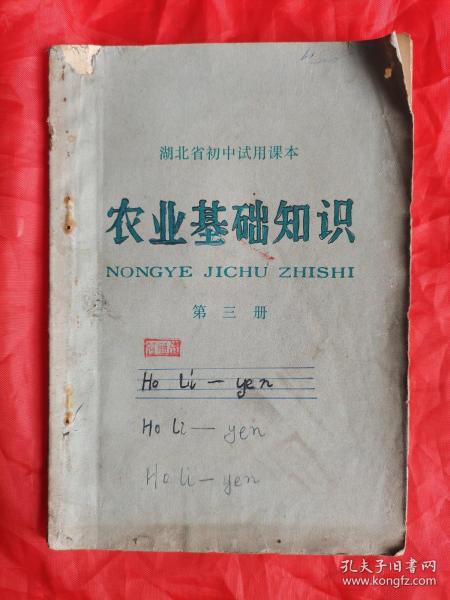 湖北省初中试用课本
农业基础知识
NONGYE JICHU ZHISHI
第三册
Ho Li — yen
Ho Li — yen
Ho Li — yen
孔夫子旧书网
www.kongfz.com